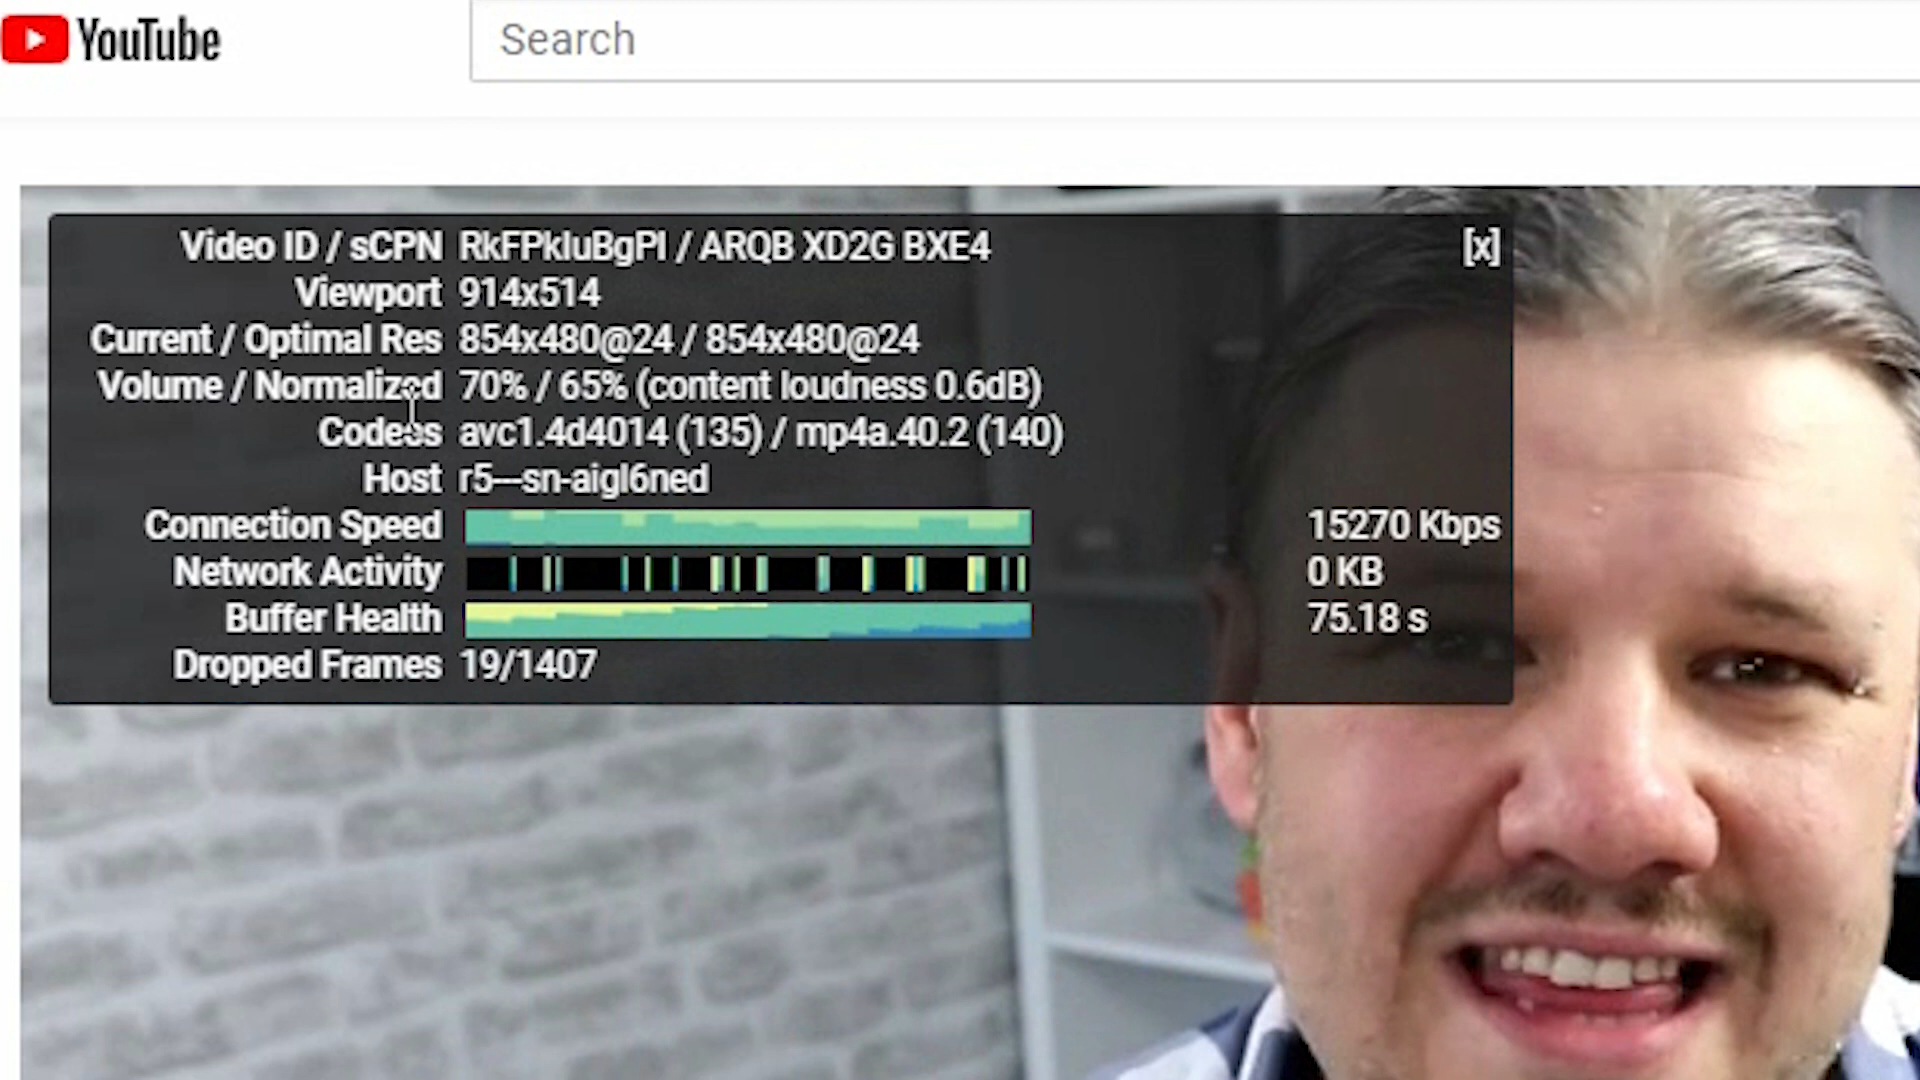 YouTube
Search
Video ID / sCPN RkFPkIuBgPI / ARQB XD2G BXE4 [x]
Viewport 914x514
Current / Optimal Res 854x480@24 / 854x480@24
Volume / Normalized 70% / 65% (content loudness 0.6dB)
Codecs avc1.4d4014 (135) / mp4a.40.2 (140)
Host r5---sn-aigl6ned
Connection Speed 15270 Kbps
Network Activity 0 KB
Buffer Health 75.18 s
Dropped Frames 19/1407